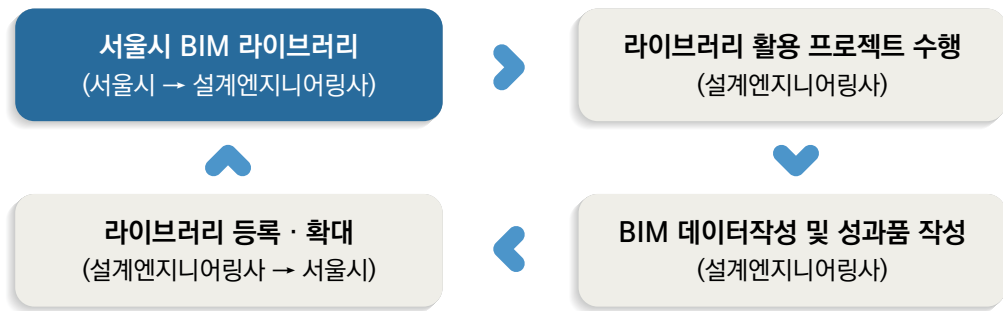 서울시 BIM 라이브러리
(서울시 → 설계엔지니어링사)
라이브러리 활용 프로젝트 수행
(설계엔지니어링사)
라이브러리 등록 · 확대
(설계엔지니어링사 → 서울시)
BIM 데이터작성 및 성과품 작성
(설계엔지니어링사)